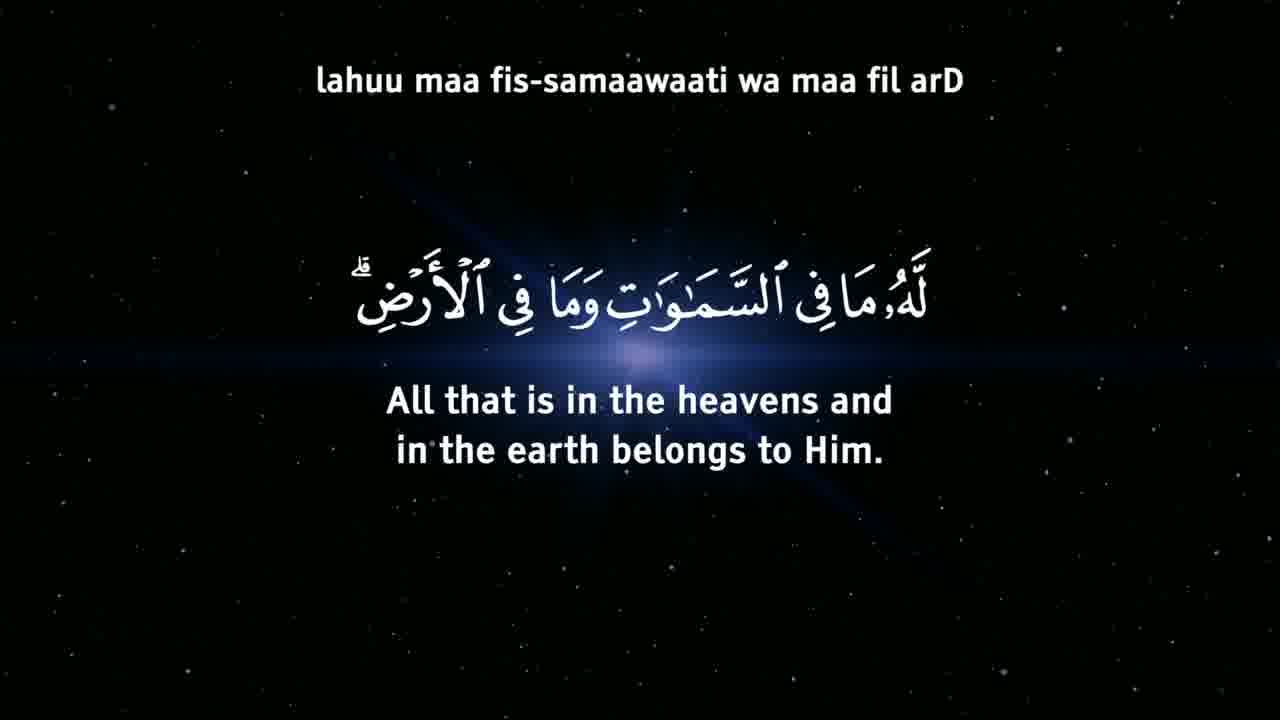 lahuu maa fis-samaawaati wa maa fil arD
لَّهُۥ مَا فِى ٱلسَّمَـٰوَٰتِ وَمَا فِى ٱلْأَرْضِ ۗ
All that is in the heavens and
in the earth belongs to Him.